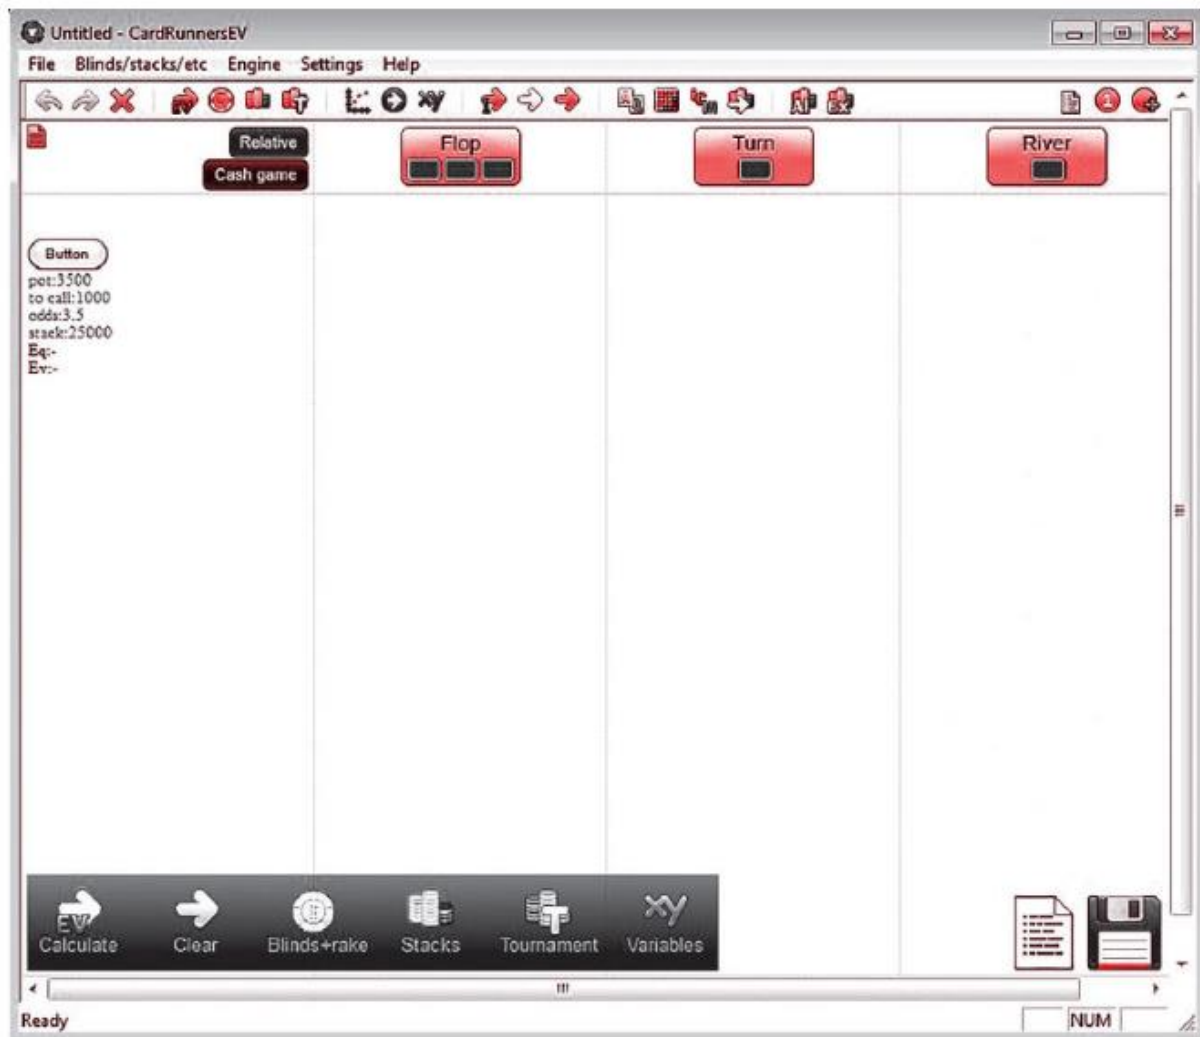 Untitled - CardRunnersEV
File Blinds/stacks/etc Engine Settings Help
Relative
Cash game
Flop
Turn
River
Button
pot:3500
to call:1000
odds:3.5
stack:25000
Eq:-
Ev:-
EV
Calculate
Clear
Blinds+rake
Stacks
Tournament
Variables
Ready
NUM